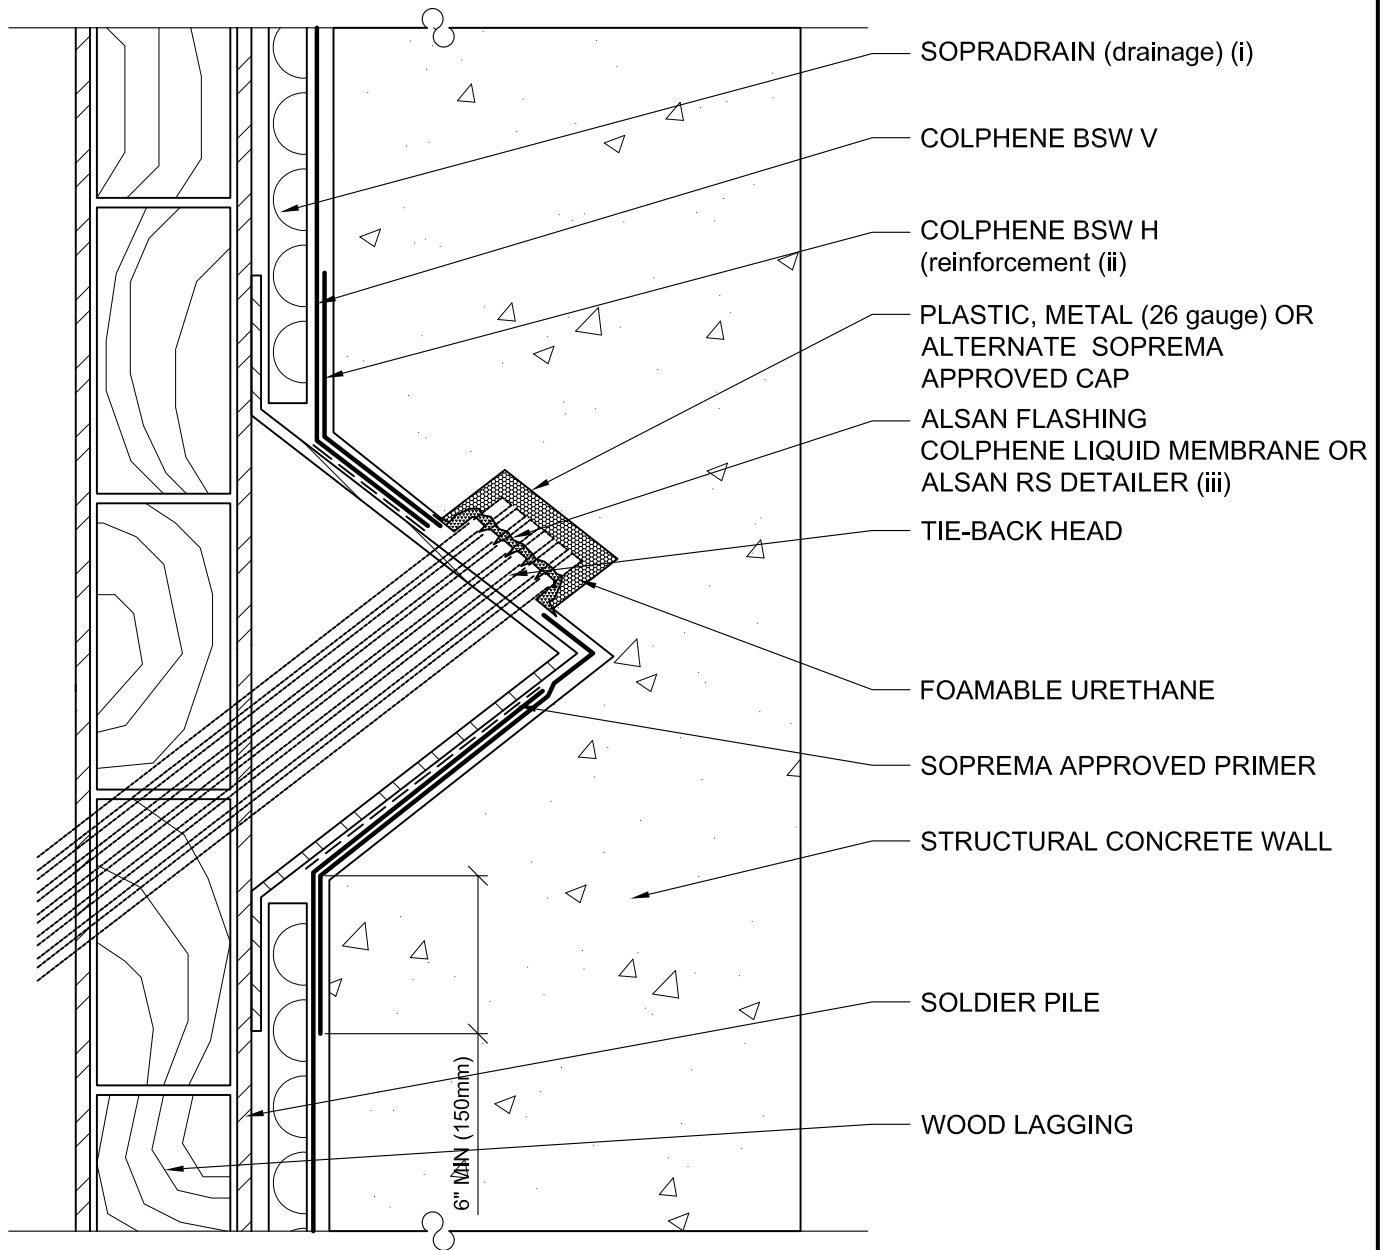 SOPRADRAIN (drainage) (i)
COLPHENE BSW V
COLPHENE BSW H
(reinforcement (ii)
PLASTIC, METAL (26 gauge) OR
ALTERNATE SOPREMA
APPROVED CAP
ALSAN FLASHING
COLPHENE LIQUID MEMBRANE OR
ALSAN RS DETAILER (iii)
TIE-BACK HEAD
FOAMABLE URETHANE
SOPREMA APPROVED PRIMER
STRUCTURAL CONCRETE WALL
SOLDIER PILE
WOOD LAGGING
6" MIN (150mm)